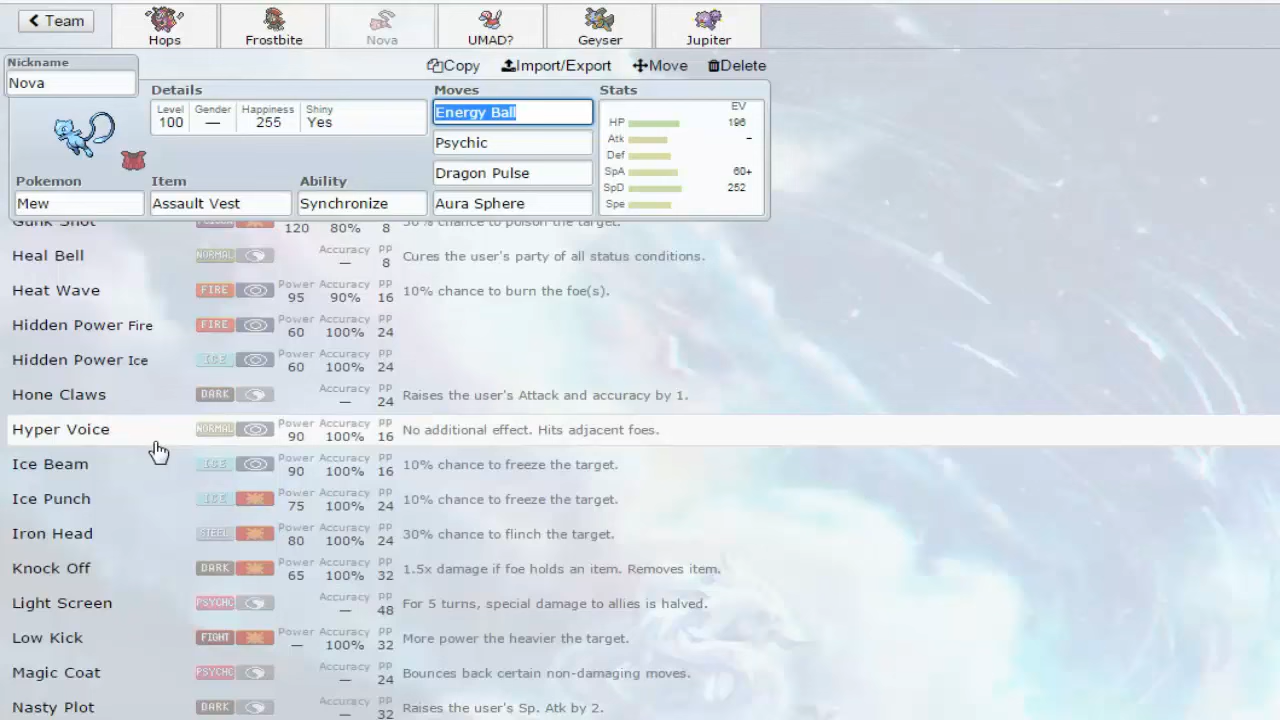 Team
Hops
Frostbite
Nova
UMAD?
Geyser
Jupiter
Copy Import/Export Move Delete
Nickname
Nova
Details
Level Gender Happiness Shiny
100 — 255 Yes
Moves
Energy Ball
Psychic
Dragon Pulse
Aura Sphere
Stats
EV
HP 196
Atk -
Def
SpA 60+
SpD 252
Spe
Pokemon Item Ability
Mew Assault Vest Synchronize
Gunk Shot 120 80% 8 30% chance to poison the target.
Accuracy PP
Heal Bell NORMAL — 8 Cures the user's party of all status conditions.
Power Accuracy PP
Heat Wave FIRE 95 90% 16 10% chance to burn the foe(s).
Power Accuracy PP
Hidden Power Fire FIRE 60 100% 24
Power Accuracy PP
Hidden Power Ice ICE 60 100% 24
Accuracy PP
Hone Claws DARK — 24 Raises the user's Attack and accuracy by 1.
Power Accuracy PP
Hyper Voice NORMAL 90 100% 16 No additional effect. Hits adjacent foes.
Power Accuracy PP
Ice Beam ICE 90 100% 16 10% chance to freeze the target.
Power Accuracy PP
Ice Punch ICE 75 100% 24 10% chance to freeze the target.
Power Accuracy PP
Iron Head STEEL 80 100% 24 30% chance to flinch the target.
Power Accuracy PP
Knock Off DARK 65 100% 32 1.5x damage if foe holds an item. Removes item.
Accuracy PP
Light Screen PSYCHC — 48 For 5 turns, special damage to allies is halved.
Power Accuracy PP
Low Kick FIGHT — 100% 32 More power the heavier the target.
Accuracy PP
Magic Coat PSYCHC — 24 Bounces back certain non-damaging moves.
Accuracy PP
Nasty Plot DARK — 32 Raises the user's Sp. Atk by 2.